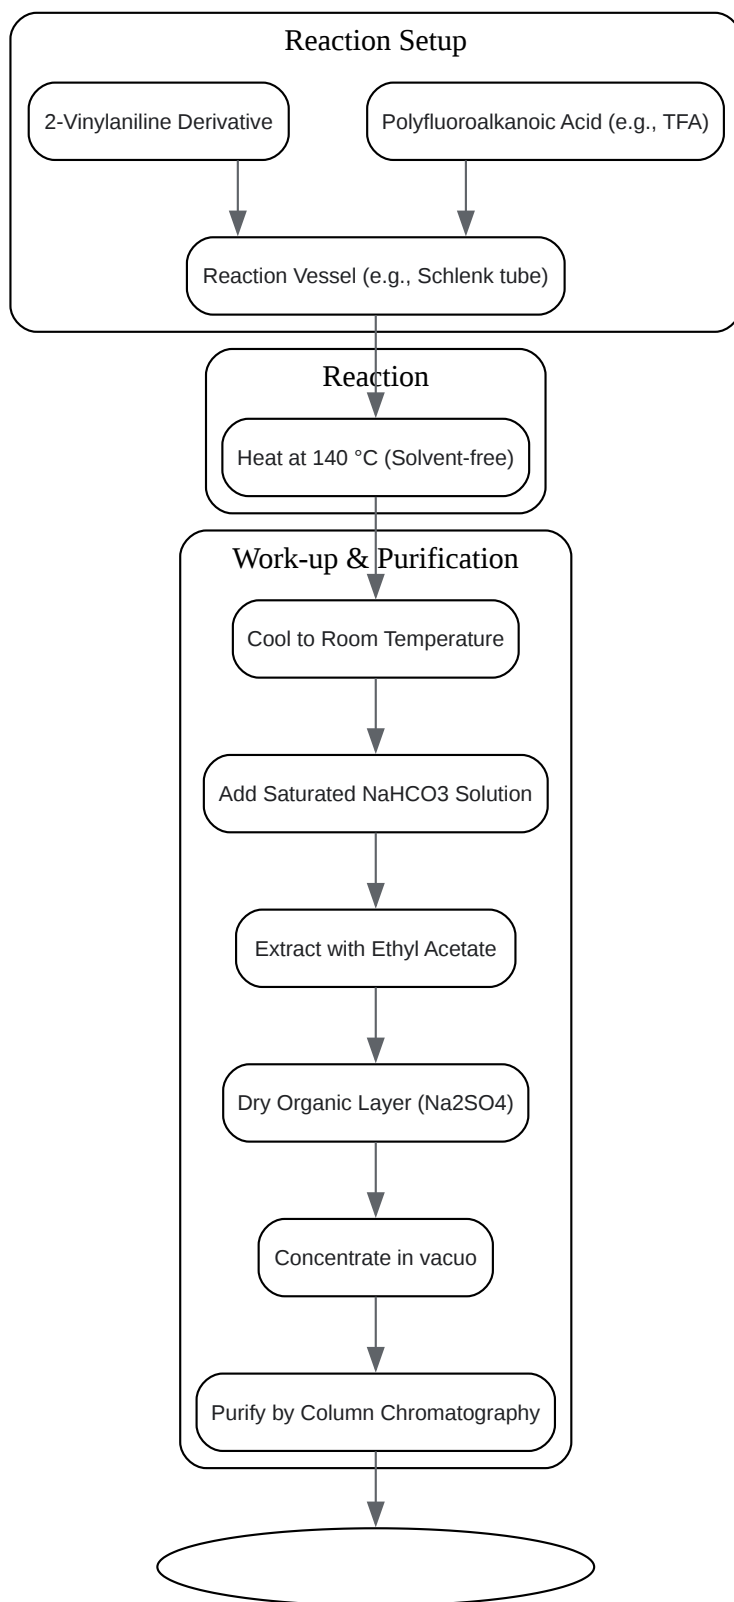 Reaction Setup
2-Vinylaniline Derivative
Polyfluoroalkanoic Acid (e.g., TFA)
Reaction Vessel (e.g., Schlenk tube)
Reaction
Heat at 140 °C (Solvent-free)
Work-up & Purification
Cool to Room Temperature
Add Saturated NaHCO3 Solution
Extract with Ethyl Acetate
Dry Organic Layer (Na2SO4)
Concentrate in vacuo
Purify by Column Chromatography